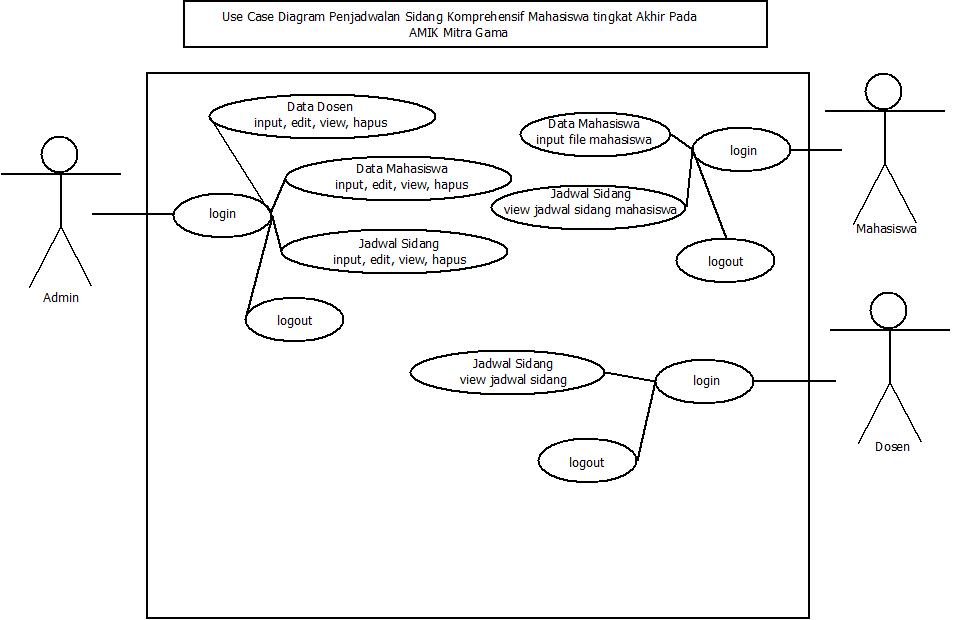 Use Case Diagram Penjadwalan Sidang Komprehensif Mahasiswa tingkat Akhir Pada
AMIK Mitra Gama
Data Dosen
input, edit, view, hapus
Data Mahasiswa
input, edit, view, hapus
login
Jadwal Sidang
input, edit, view, hapus
logout
Admin
Data Mahasiswa
input file mahasiswa
login
Jadwal Sidang
view jadwal sidang mahasiswa
logout
Mahasiswa
Jadwal Sidang
view jadwal sidang
login
logout
Dosen